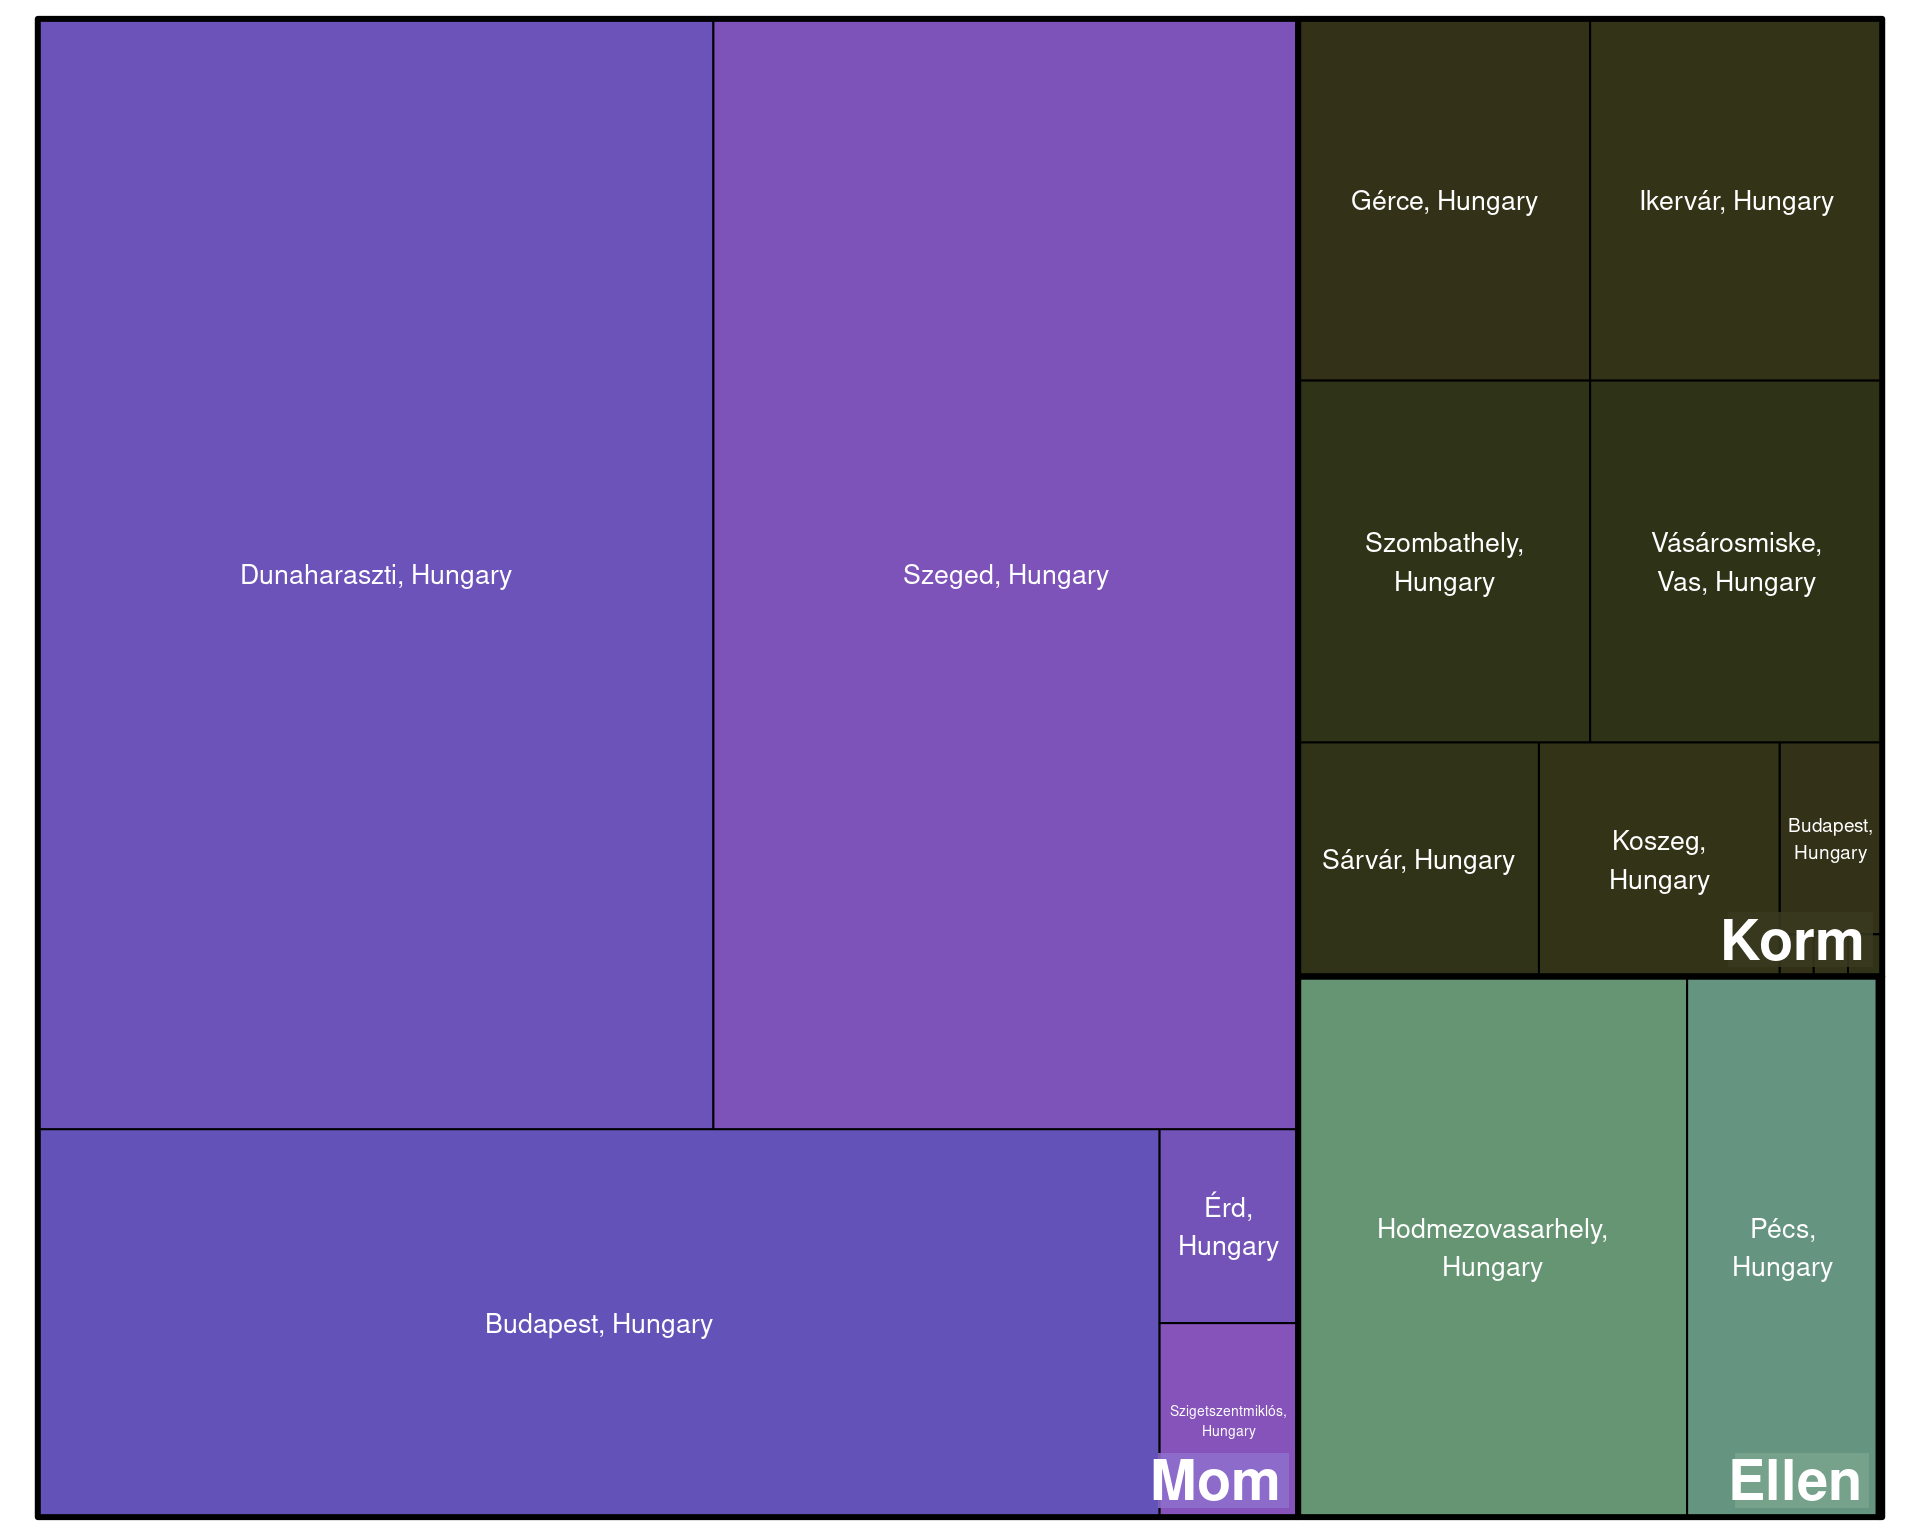 Dunaharaszti, Hungary
Szeged, Hungary
Budapest, Hungary
Érd,
Hungary
Szigetszentmiklós,
Hungary
Mom
Gérce, Hungary
Ikervár, Hungary
Szombathely,
Hungary
Vásárosmiske,
Vas, Hungary
Sárvár, Hungary
Koszeg,
Hungary
Budapest,
Hungary
Korm
Hodmezovasarhely,
Hungary
Pécs,
Hungary
Ellen